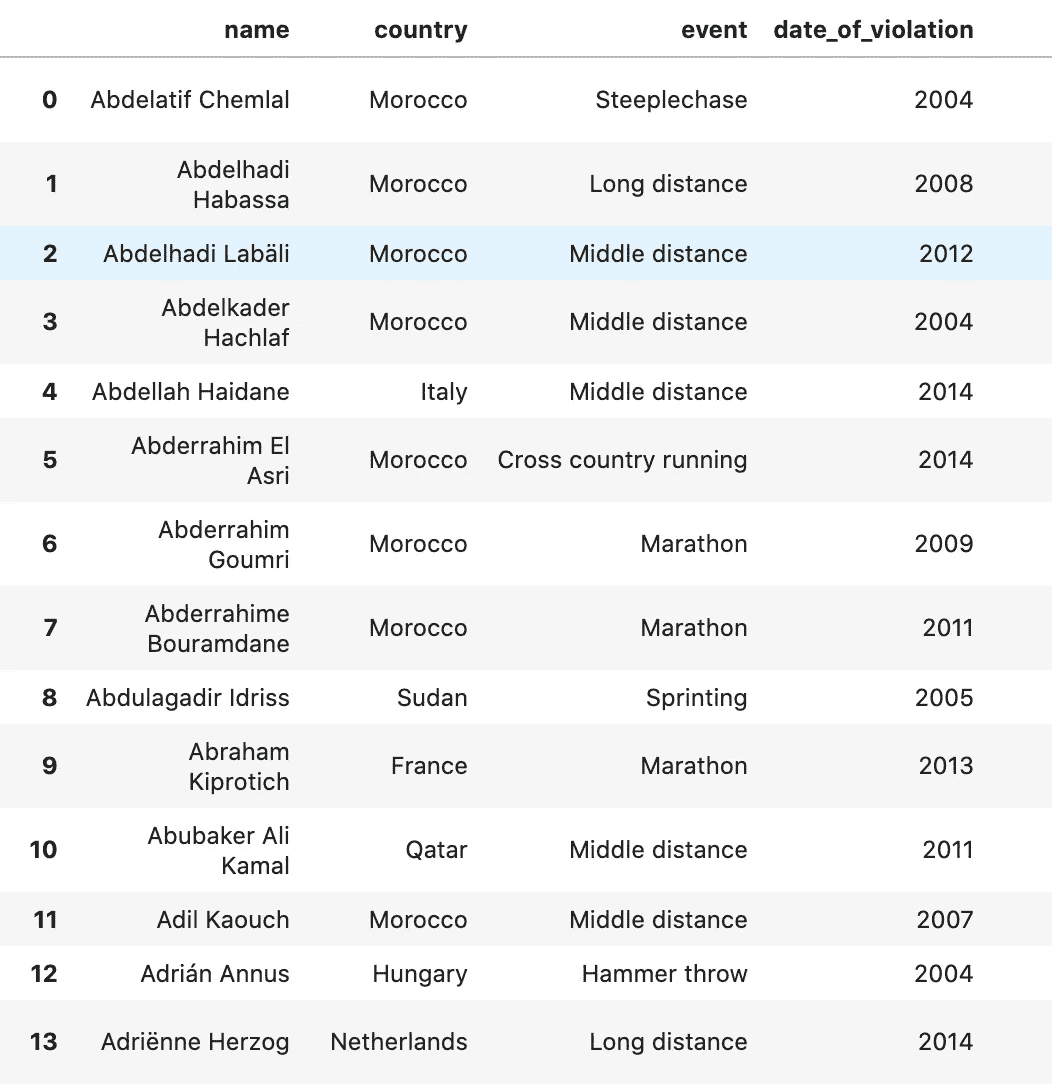 name country event date_of_violation
0 Abdelatif Chemlal Morocco Steeplechase 2004
1 Abdelhadi Habassa Morocco Long distance 2008
2 Abdelhadi Labäli Morocco Middle distance 2012
3 Abdelkader Hachlaf Morocco Middle distance 2004
4 Abdellah Haidane Italy Middle distance 2014
5 Abderrahim El Asri Morocco Cross country running 2014
6 Abderrahim Goumri Morocco Marathon 2009
7 Abderrahime Bouramdane Morocco Marathon 2011
8 Abdulagadir Idriss Sudan Sprinting 2005
9 Abraham Kiprotich France Marathon 2013
10 Abubaker Ali Kamal Qatar Middle distance 2011
11 Adil Kaouch Morocco Middle distance 2007
12 Adrián Annus Hungary Hammer throw 2004
13 Adriënne Herzog Netherlands Long distance 2014